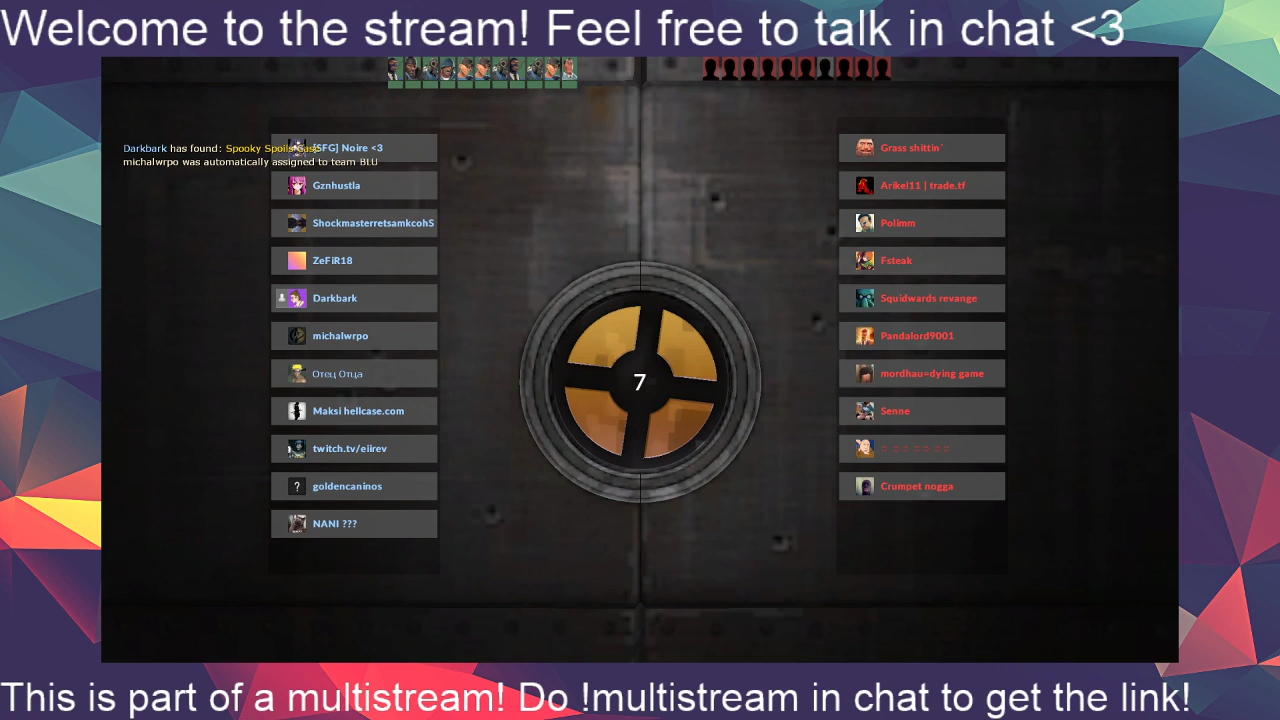 Welcome to the stream! Feel free to talk in chat <3
Darkbark has found: Spooky Spoils Case
michalwrpo was automatically assigned to team BLU
[SFG] Noire <3
Gznhustla
ShockmasterretsamkcohS
ZeFiR18
Darkbark
michalwrpo
Отец Отца
Maksi hellcase.com
twitch.tv/eiirev
?
goldencaninos
NANI ???
7
Grass shittin'
Arikel11 | trade.tf
Polimm
Fsteak
Squidwards revange
Pandalord9001
mordhau=dying game
Senne
Crumpet nogga
This is part of a multistream! Do !multistream in chat to get the link!